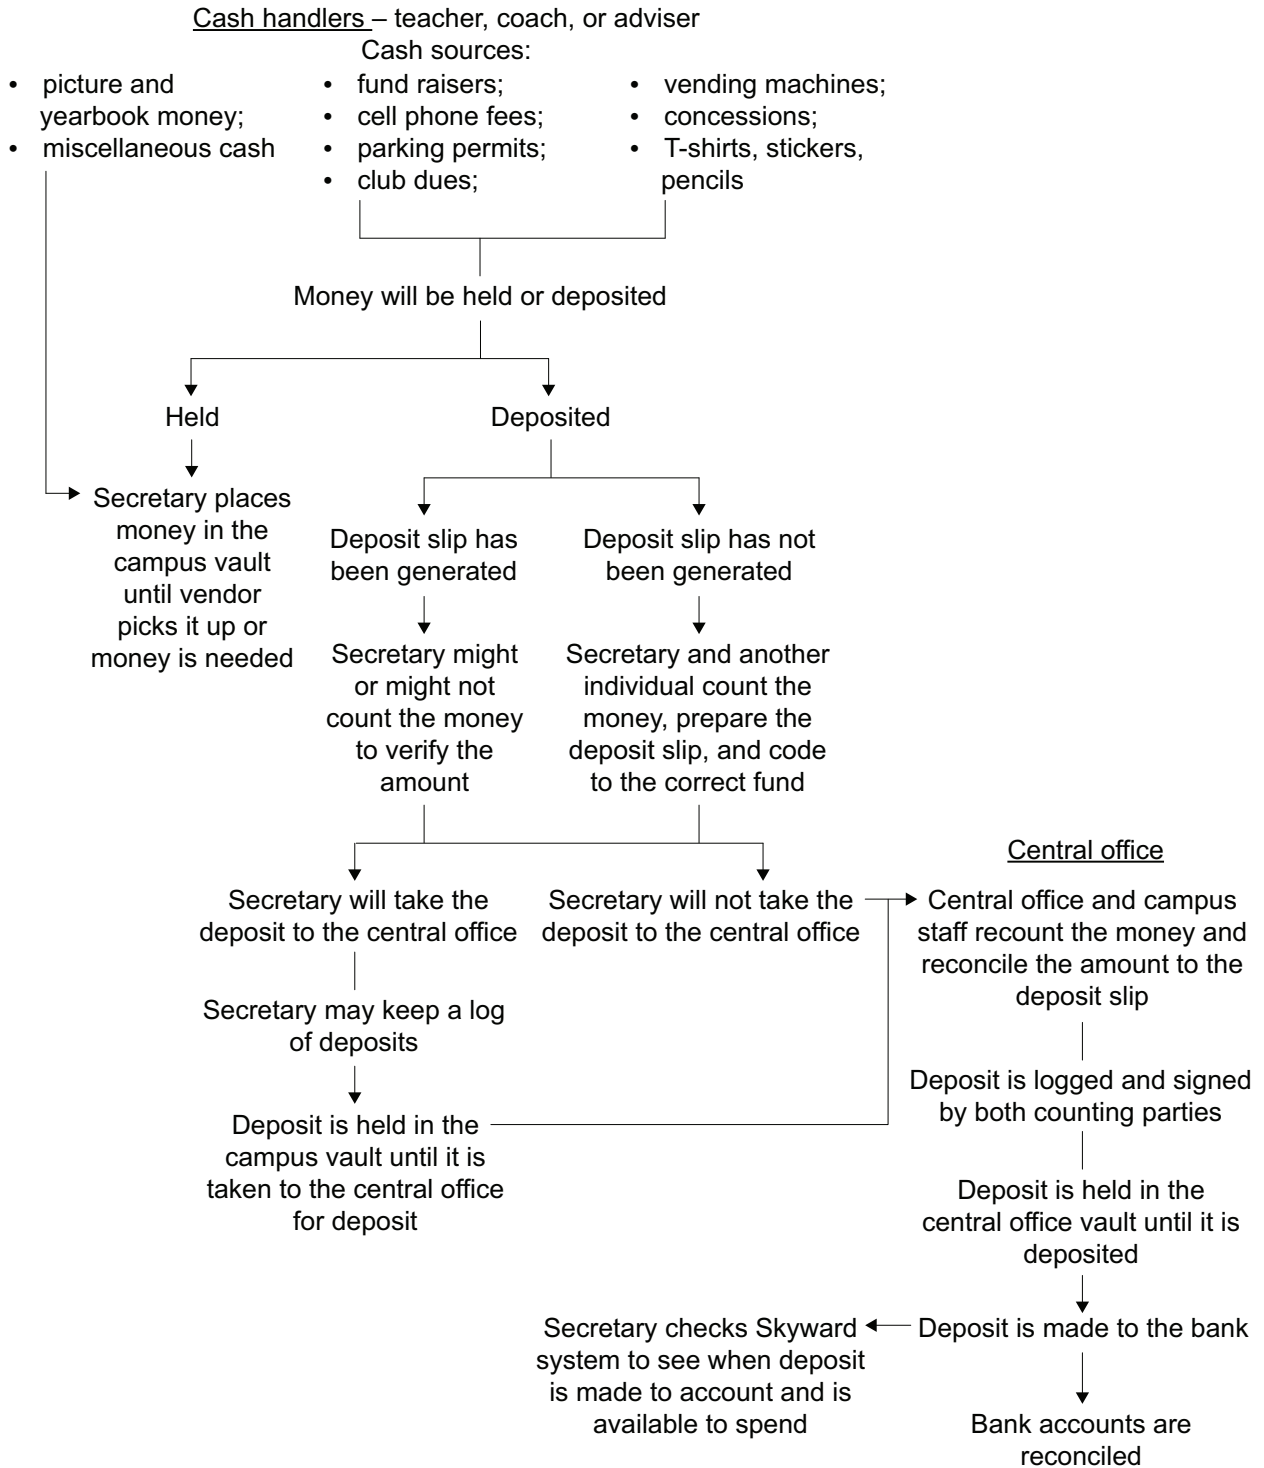 Cash handlers – teacher, coach, or adviser
Cash sources:
• picture and
yearbook money;
• miscellaneous cash
• fund raisers;
• cell phone fees;
• parking permits;
• club dues;
• vending machines;
• concessions;
• T-shirts, stickers,
pencils
Money will be held or deposited
Held
Deposited
Secretary places
money in the
campus vault
until vendor
picks it up or
money is needed
Deposit slip has
been generated
Deposit slip has not
been generated
Secretary might
or might not
count the money
to verify the
amount
Secretary and another
individual count the
money, prepare the
deposit slip, and code
to the correct fund
Secretary will take the
deposit to the central office
Secretary will not take the
deposit to the central office
Secretary may keep a log
of deposits
Deposit is held in the
campus vault until it is
taken to the central office
for deposit
Central office
Central office and campus
staff recount the money and
reconcile the amount to the
deposit slip
Deposit is logged and signed
by both counting parties
Deposit is held in the
central office vault until it is
deposited
Deposit is made to the bank
Secretary checks Skyward
system to see when deposit
is made to account and is
available to spend
Bank accounts are
reconciled